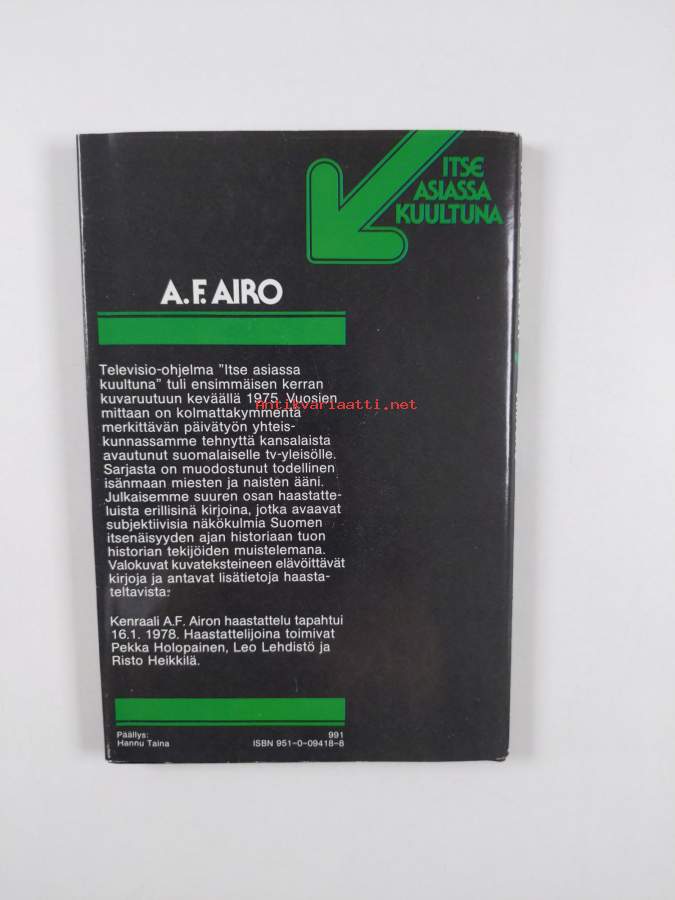 ITSE
ASIASSA
KUULTUNA
A.F. AIRO
Televisio-ohjelma "Itse asiassa
kuultuna" tuli ensimmäisen kerran
kuvaruutuun keväällä 1975. Vuosien
mittaan on kolmattakymmentä
Antikvariaatti.net
merkittävän päivätyön yhteis-
kunnassamme tehnyttä kansalaista
avautunut suomalaiselle tv-yleisölle.
Sarjasta on muodostunut todellinen
isänmaan miesten ja naisten ääni.
Julkaisemme suuren osan haastatte-
luista erillisinä kirjoina, jotka avaavat
subjektiivisia näkökulmia Suomen
itsenäisyyden ajan historiaan tuon
historian tekijöiden muistelemana.
Valokuvat kuvateksteineen elävöittävät
kirjoja ja antavat lisätietoja haasta-
teltavista.
Kenraali A.F. Airon haastattelu tapahtui
16.1. 1978. Haastattelijoina toimivat
Pekka Holopainen, Leo Lehdistö ja
Risto Heikkilä.
Päällys: 991
Hannu Taina ISBN 951-0-09418-8